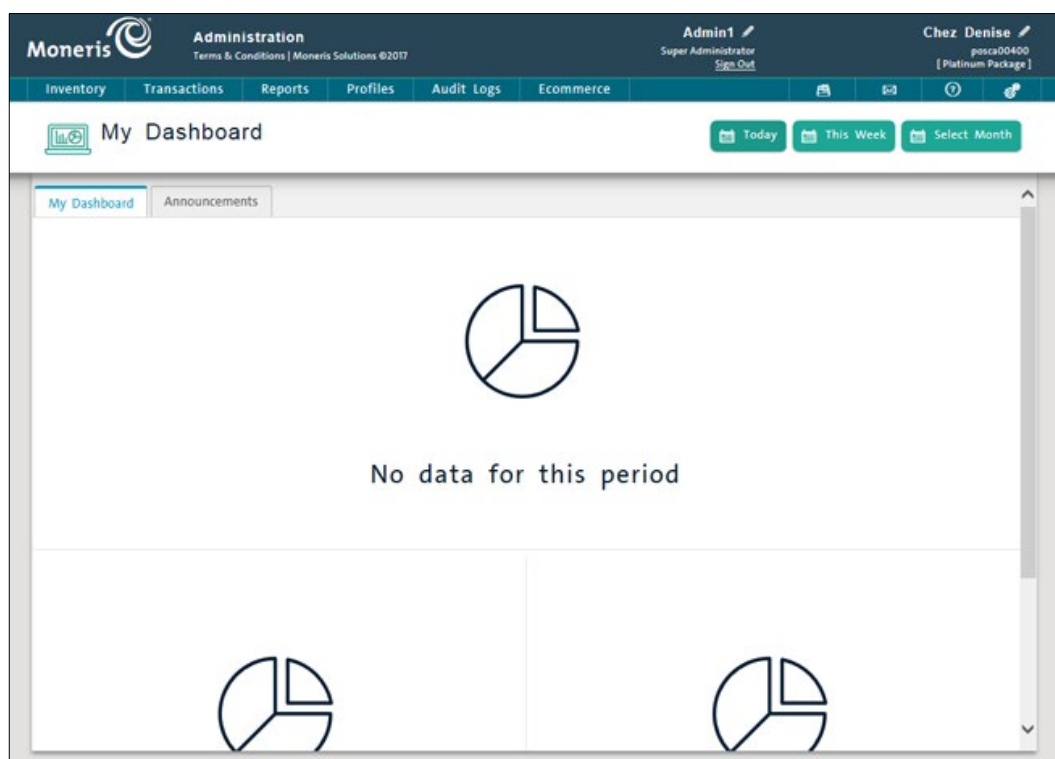 Moneris
Administration
Terms & Conditions | Moneris Solutions ©2017
Admin1
Super Administrator
Sign Out
Chez Denise
posca00400
[ Platinum Package ]
Inventory Transactions Reports Profiles Audit Logs Ecommerce
My Dashboard
Today This Week Select Month
My Dashboard Announcements
No data for this period